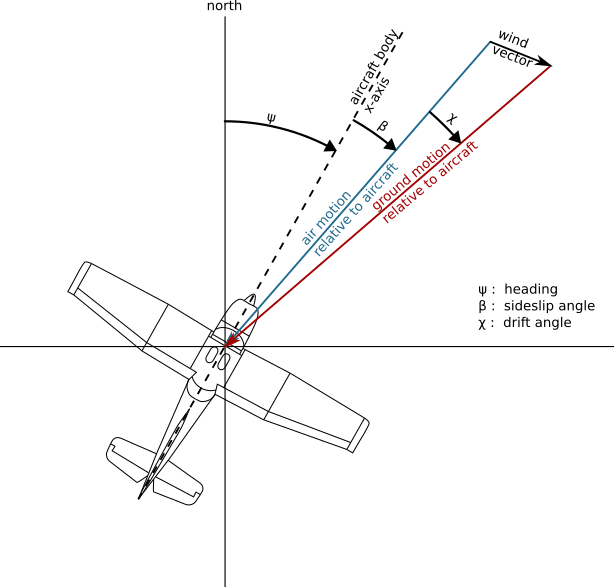 north
wind
vector
aircraft body
x-axis
ψ
β
χ
air motion
relative to aircraft
ground motion
relative to aircraft
ψ : heading
β : sideslip angle
χ : drift angle